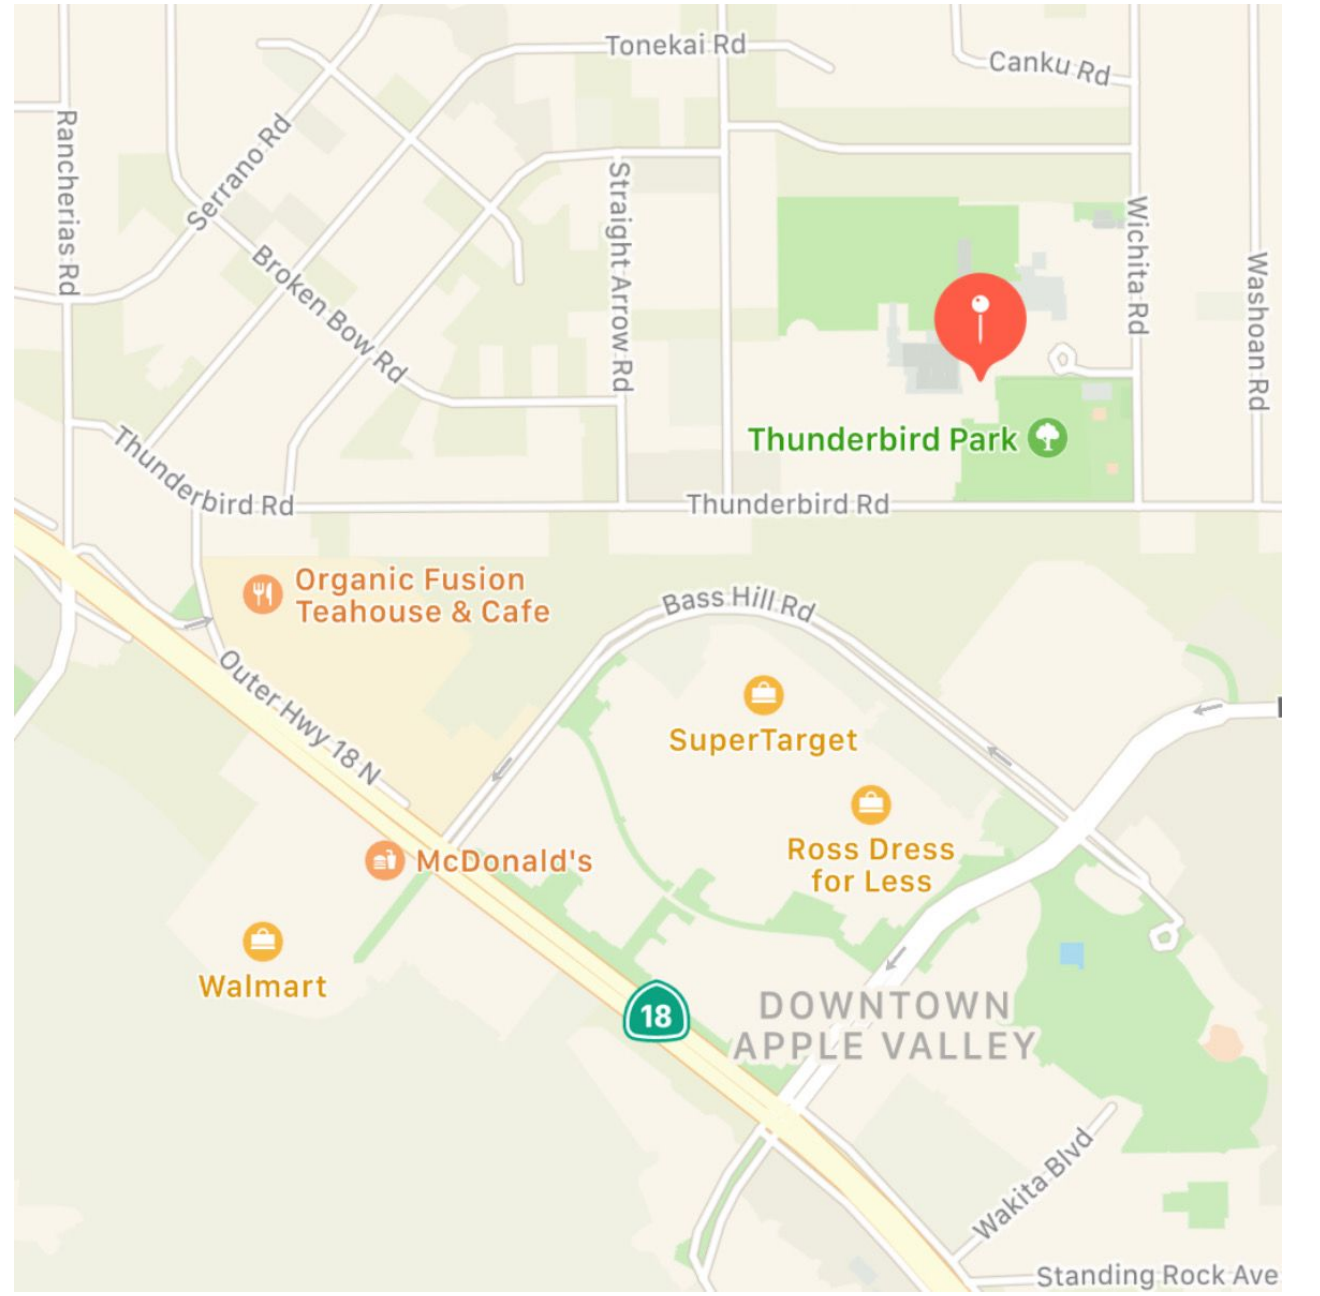 Tonekai Rd
Canku Rd
Rancherias Rd
Serrano Rd
Straight Arrow Rd
Wichita Rd
Washoan Rd
Broken Bow Rd
Thunderbird Park
Thunderbird Rd
Thunderbird Rd
Organic Fusion
Teahouse & Cafe
Bass Hill Rd
Outer Hwy 18 N
SuperTarget
Ross Dress
for Less
McDonald's
Walmart
18
DOWNTOWN
APPLE VALLEY
Wakita Blvd
Standing Rock Ave